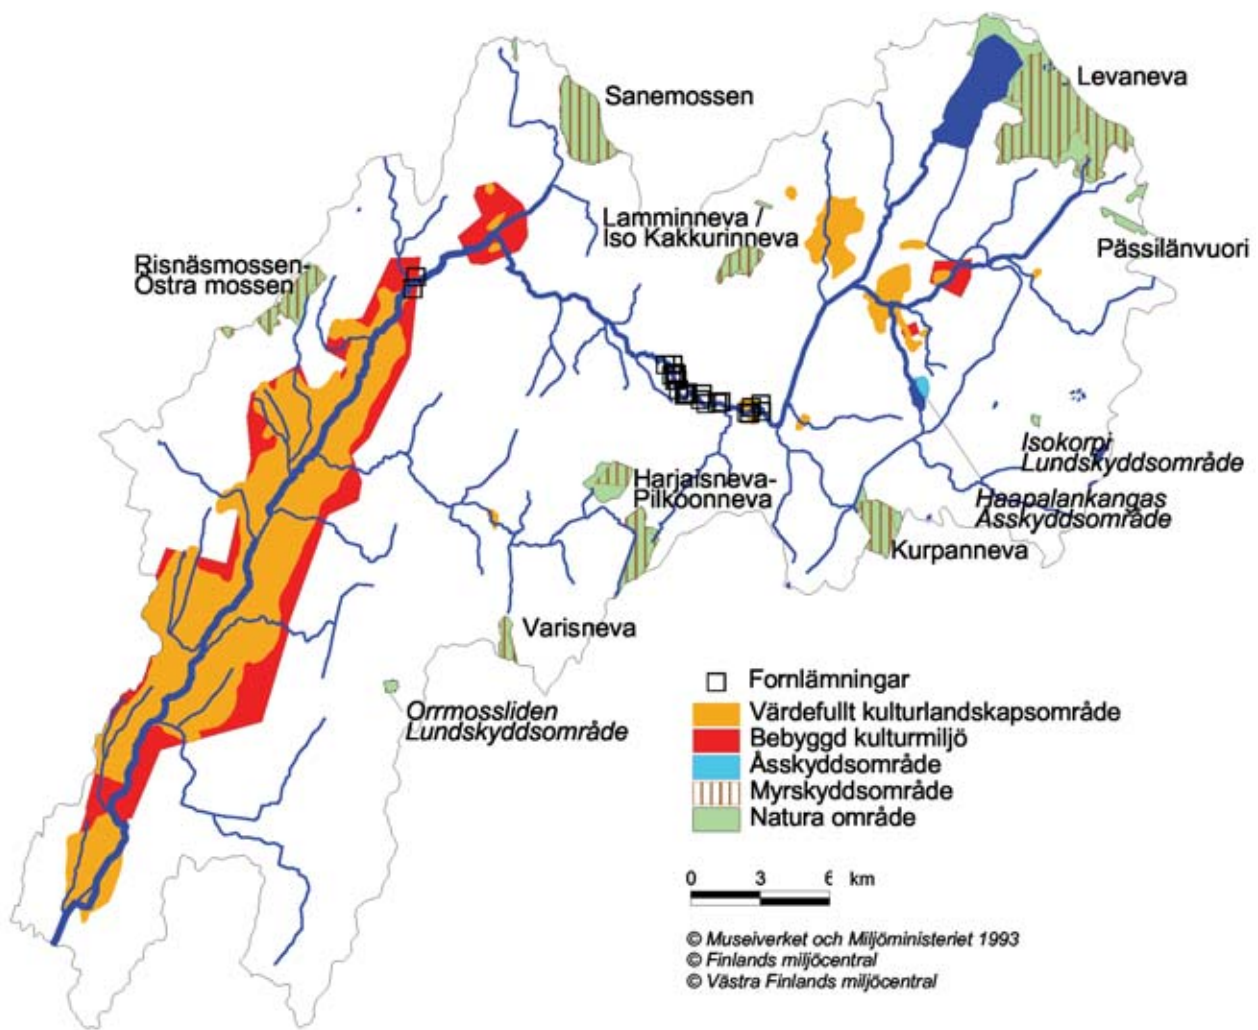 Sanemossen
Levaneva
Lamminneva /
Iso Kakkurinneva
Pässilänvuori
Risnäsmossen-
Östra mossen
Isokorpi
Lundskyddsområde
Harjaisneva-
Pilkoonneva
Haapalankangas
Åsskyddsområde
Kurpanneva
Varisneva
Orrmossliden
Lundskyddsområde
Fornlämningar
Värdefullt kulturlandskapsområde
Bebyggd kulturmiljö
Åsskyddsområde
Myrskyddsområde
Natura område
0 3 6 km
© Museiverket och Miljöministeriet 1993
© Finlands miljöcentral
© Västra Finlands miljöcentral